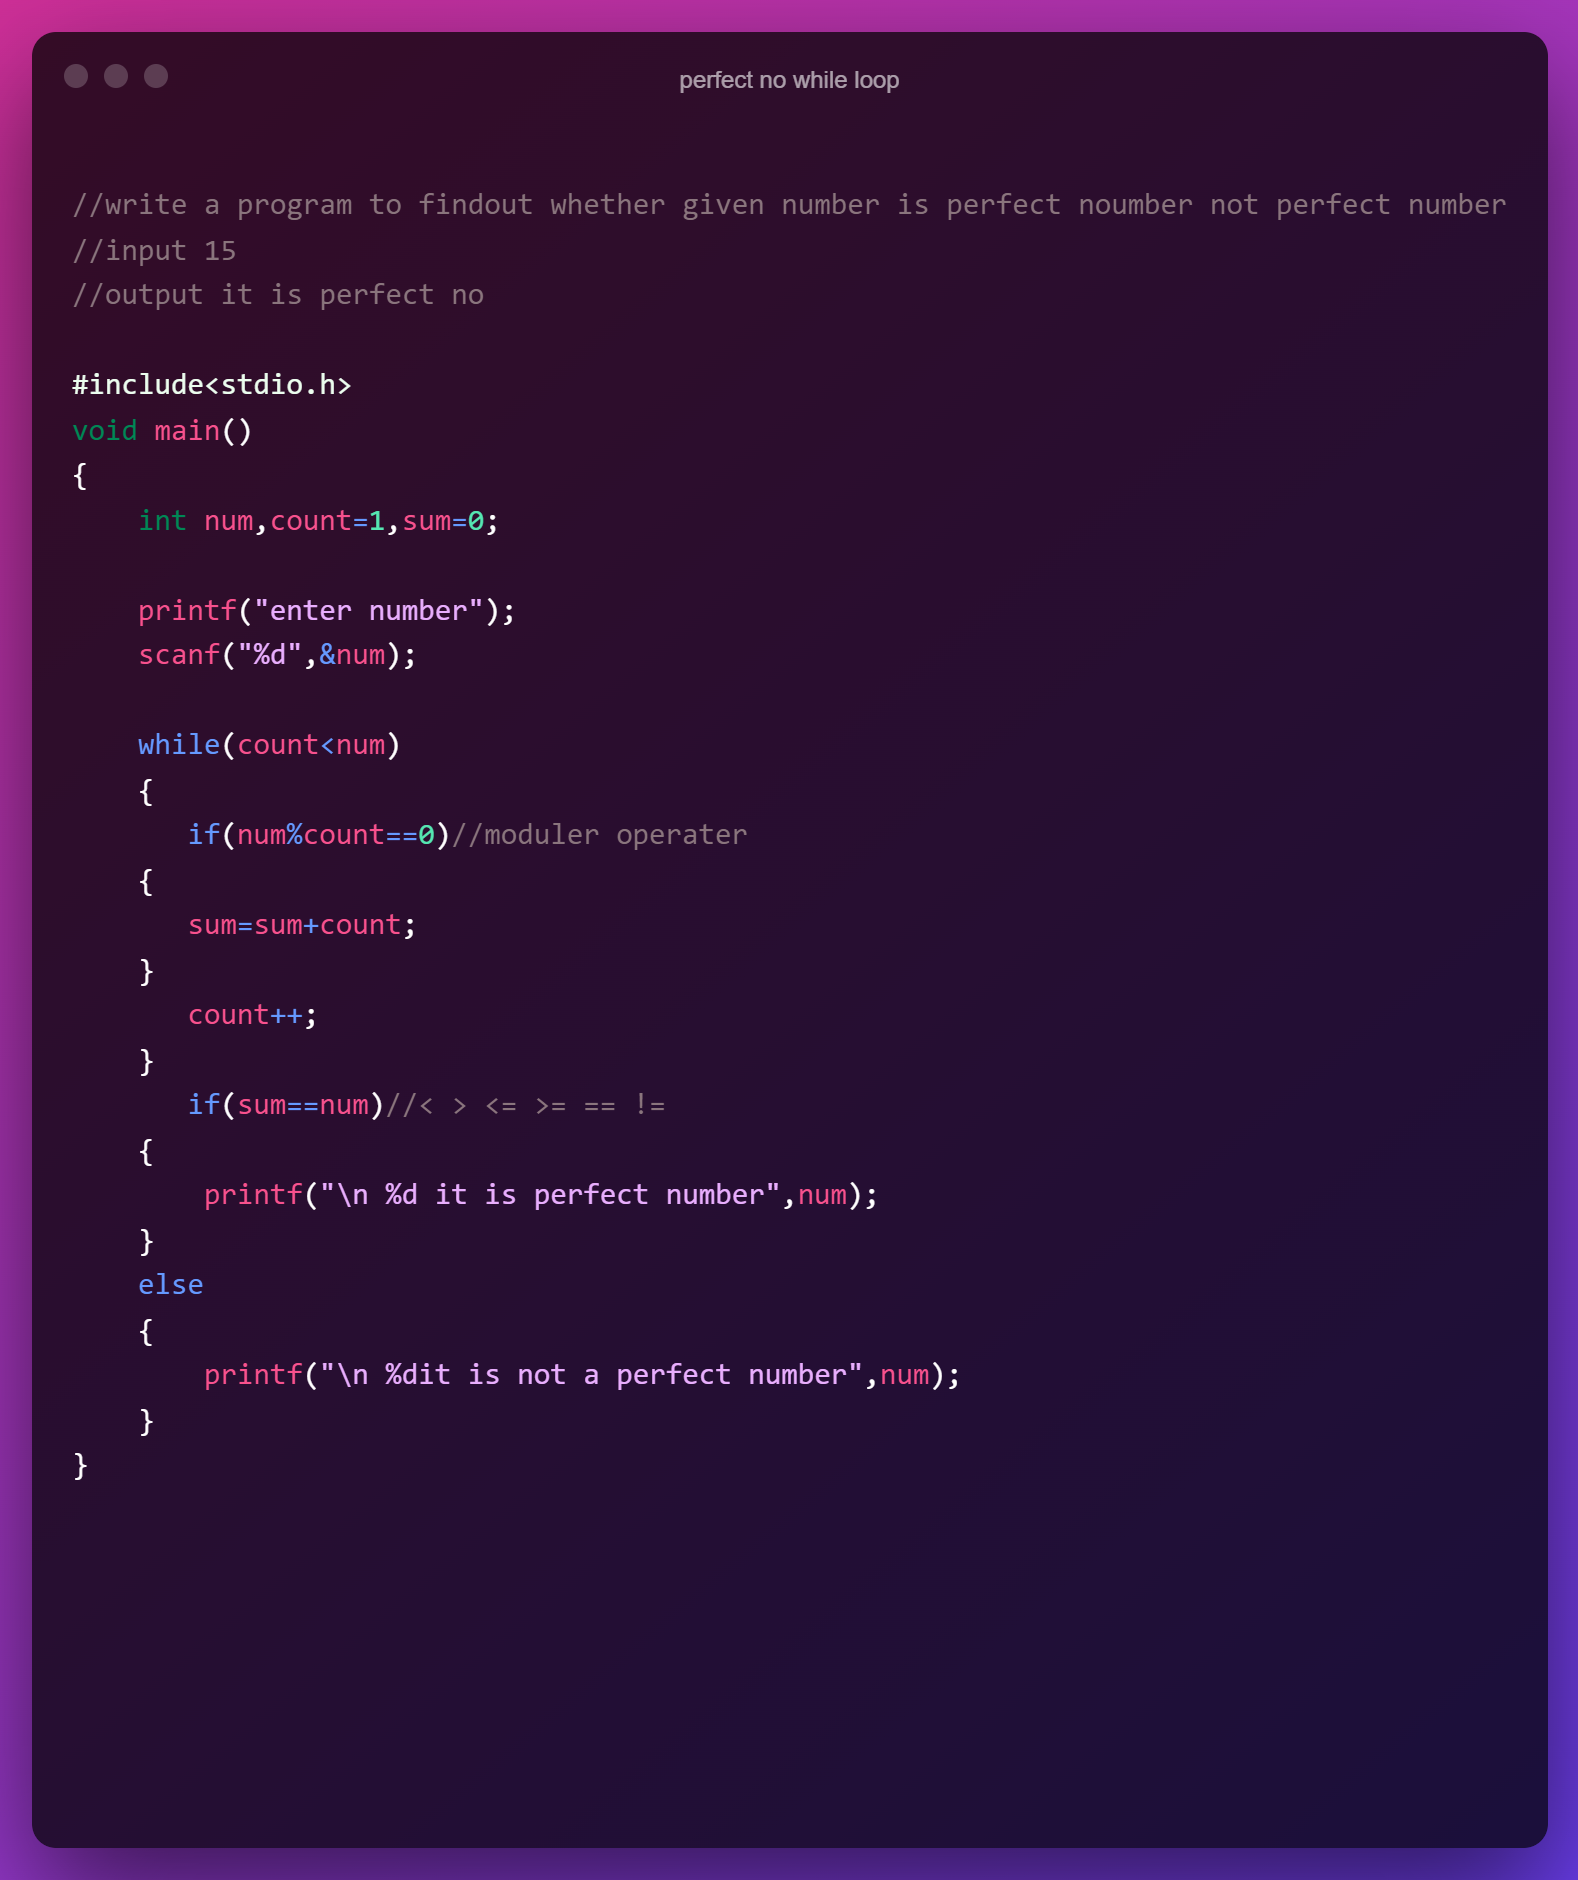 perfect no while loop
//write a program to findout whether given number is perfect noumber not perfect number
//input 15
//output it is perfect no
#include<stdio.h>
void main()
{
    int num,count=1,sum=0;
    printf("enter number");
    scanf("%d",&num);
    while(count<num)
    {
       if(num%count==0)//moduler operater
    {
       sum=sum+count;
    }
       count++;
    }
       if(sum==num)//< > <= >= == !=
    {
        printf("\n %d it is perfect number",num);
    }
    else
    {
        printf("\n %dit is not a perfect number",num);
    }
}